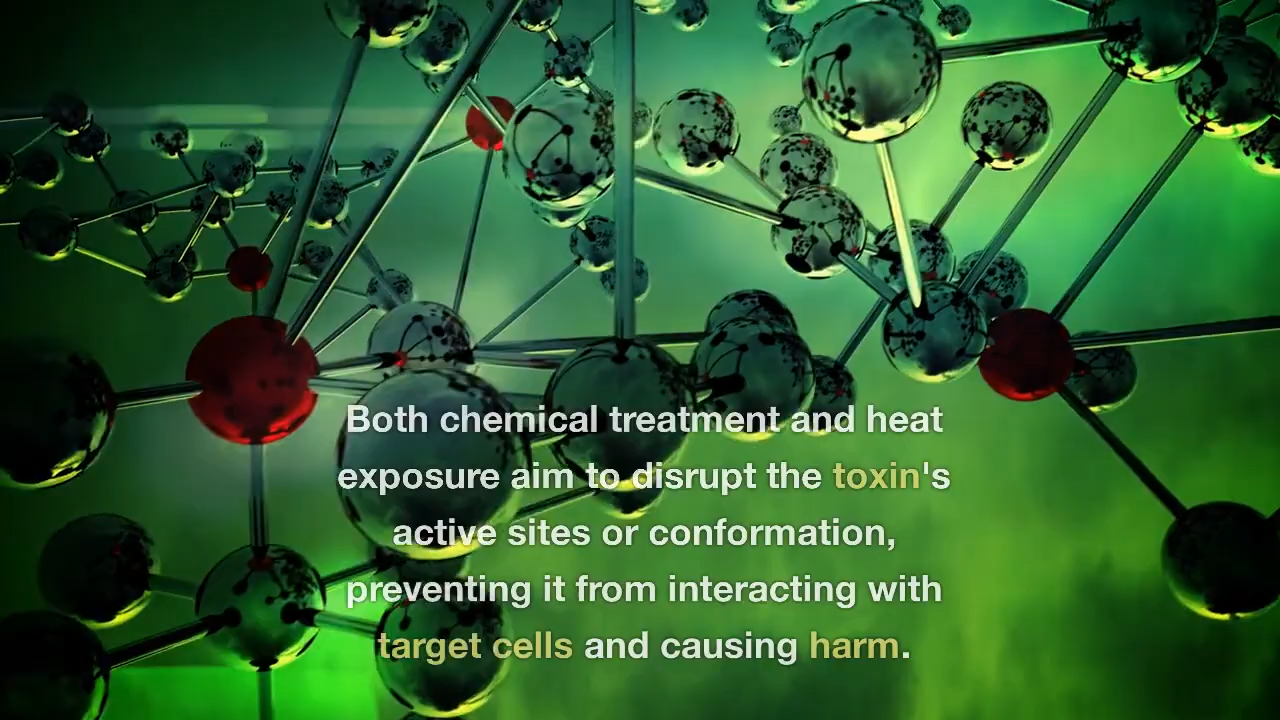 Both chemical treatment and heat
exposure aim to disrupt the toxin's
active sites or conformation,
preventing it from interacting with
target cells and causing harm.